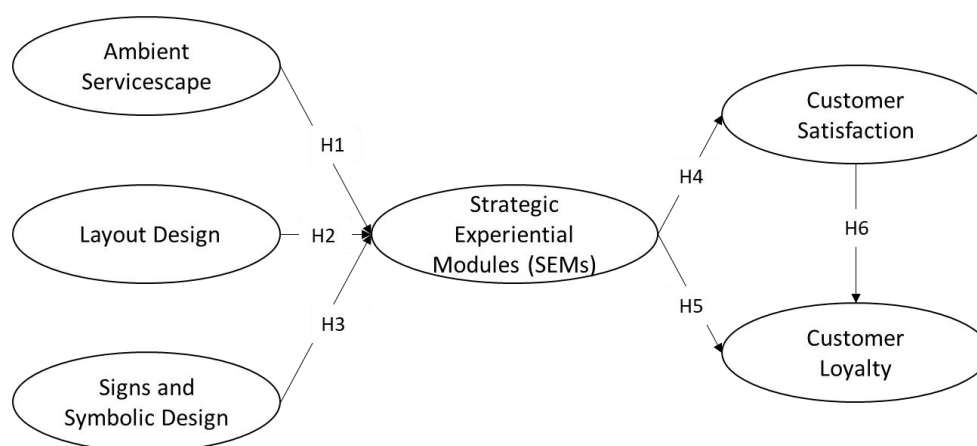 Ambient
Servicescape
Layout Design
Signs and
Symbolic Design
H1
H2
H3
Strategic
Experiential
Modules (SEMs)
H4
H5
Customer
Satisfaction
H6
Customer
Loyalty